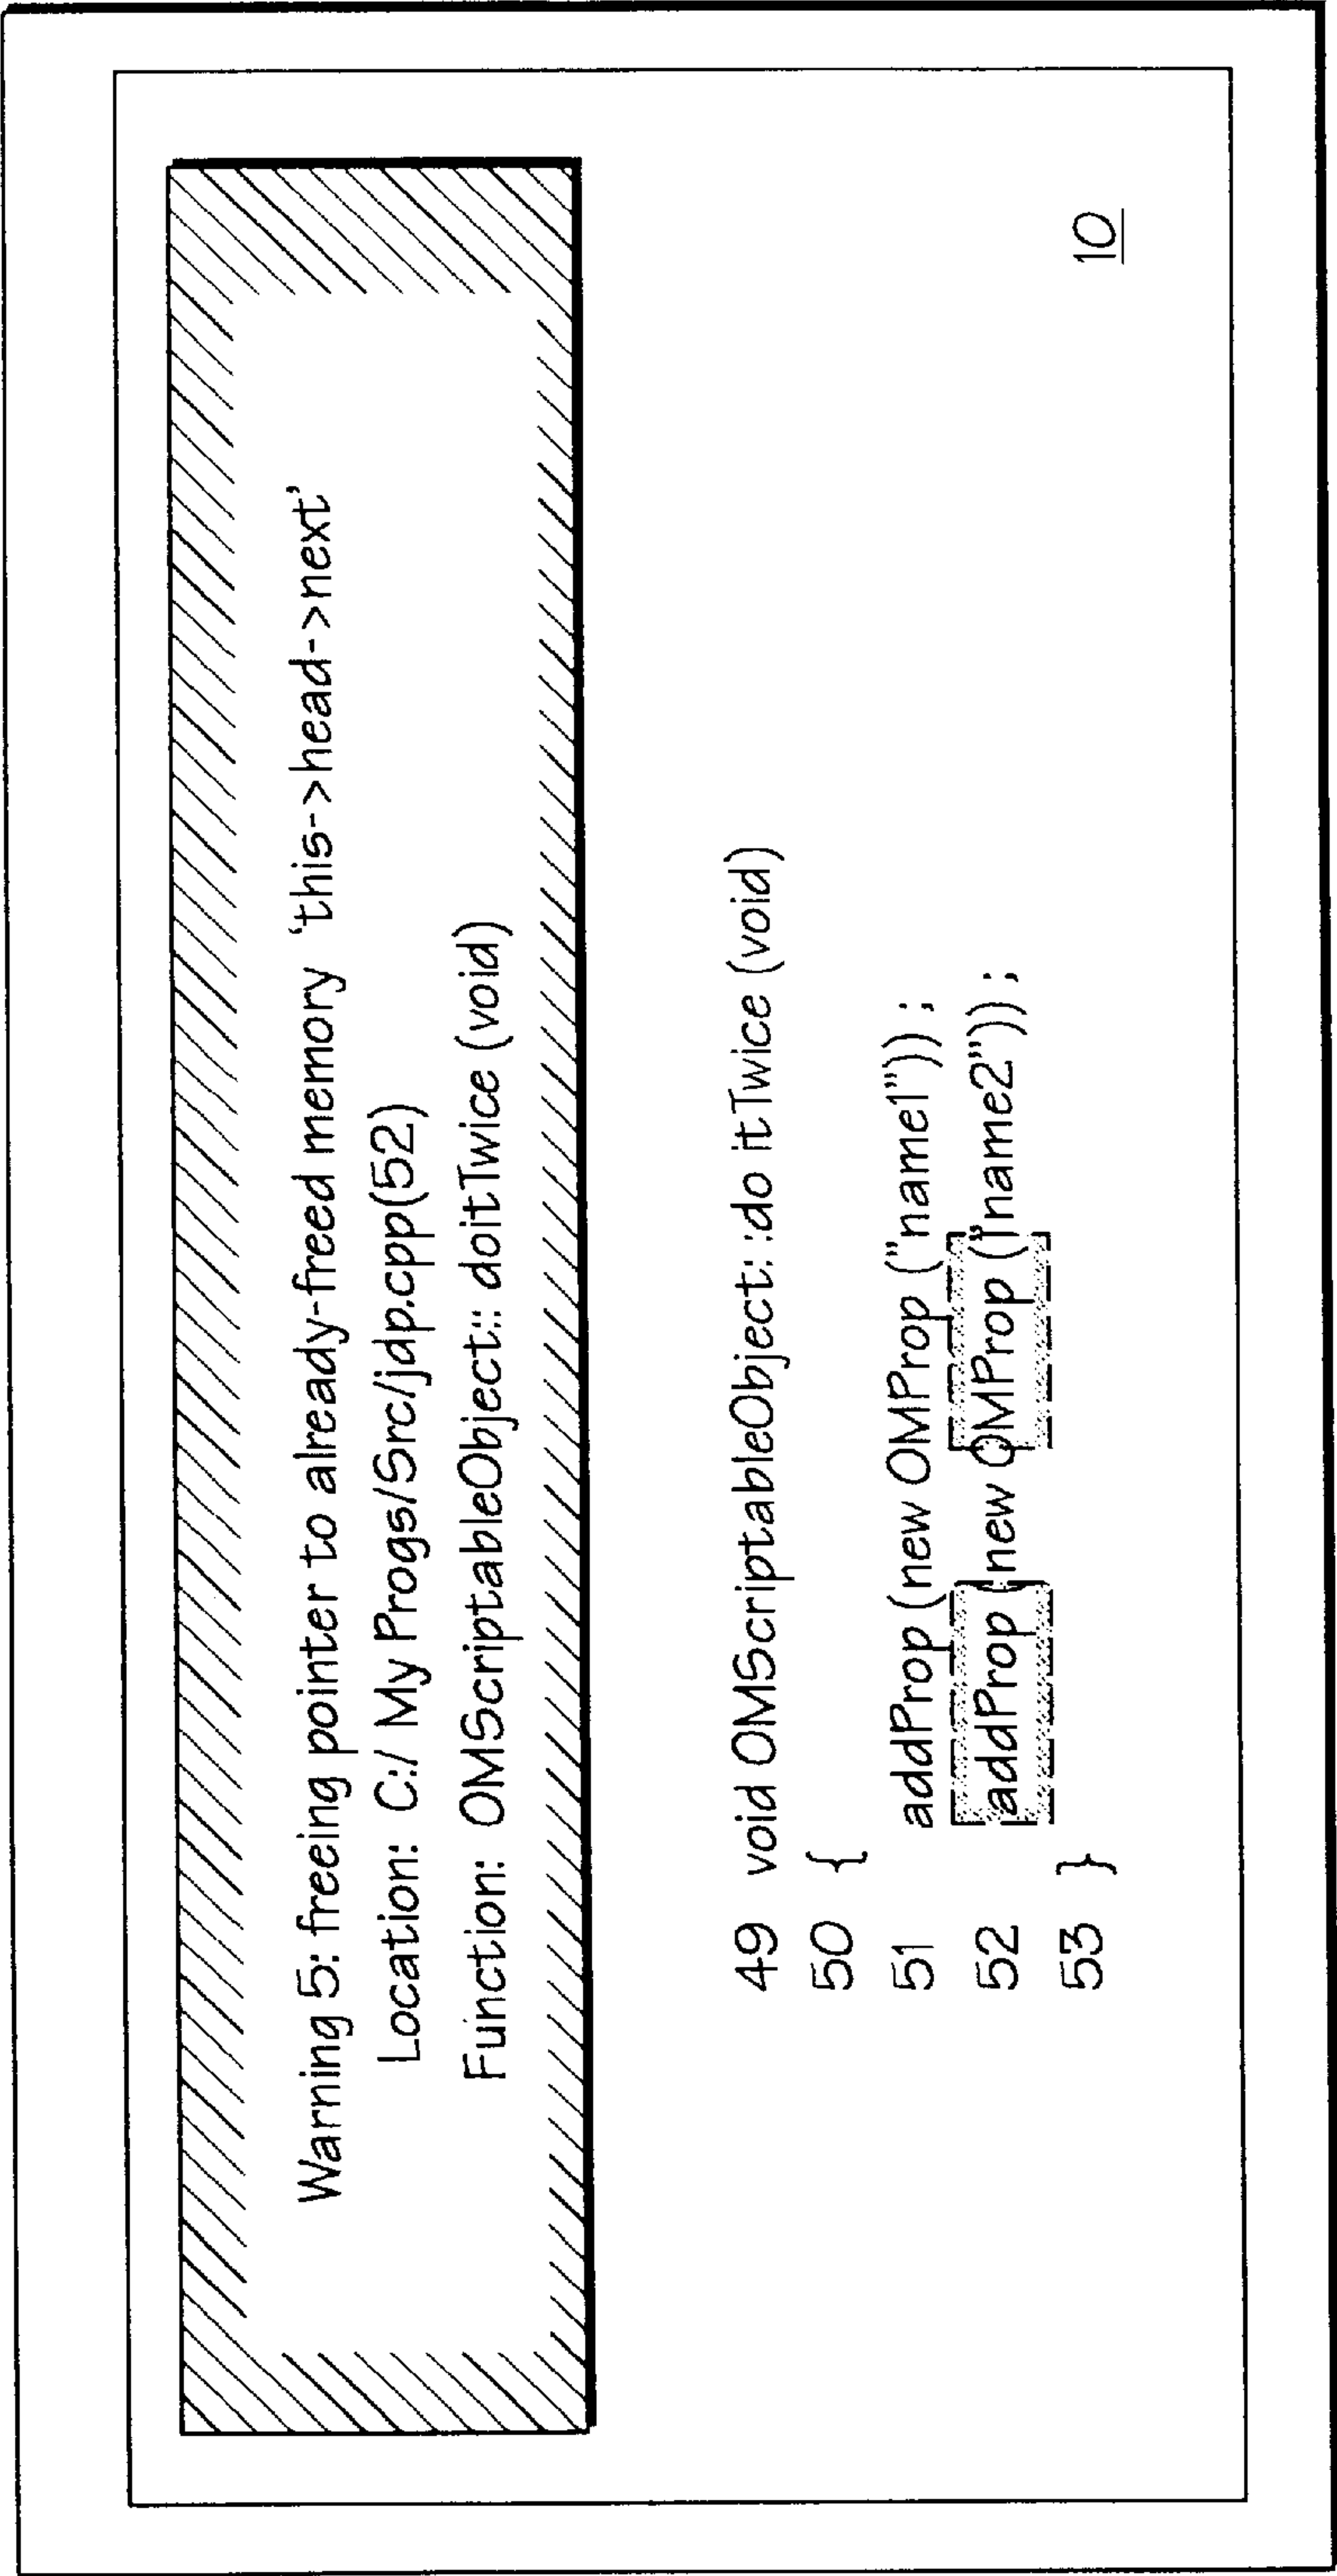 Warning 5: freeing pointer to already-freed memory 'this->head->next'
Location: C:/ My Progs/Src/jdp.cpp(52)
Function: OMScriptableObject:: doitTwice (void)
49 void OMScriptableObject: :do itTwice (void)
50 {
51 addProp (new OMProp ("name1")) ;
52 addProp (new OMProp ("name2")) ;
53 }
10